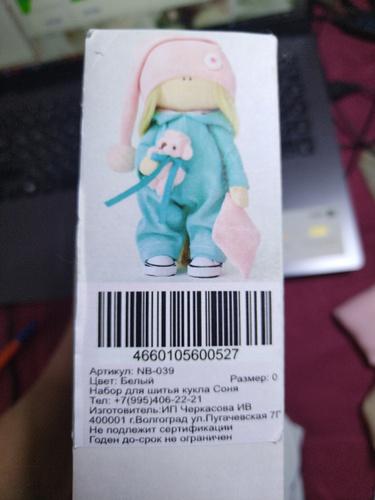 4660105600527
Артикул: NB-039
Цвет: Белый Размер: 0
Набор для шитья кукла Соня
Тел: +7(995)406-22-21
Изготовитель:ИП Черкасова ИВ
400001 г.Волгоград ул.Пугачевская 7Г
Не подлежит сертификации
Годен до-срок не ограничен